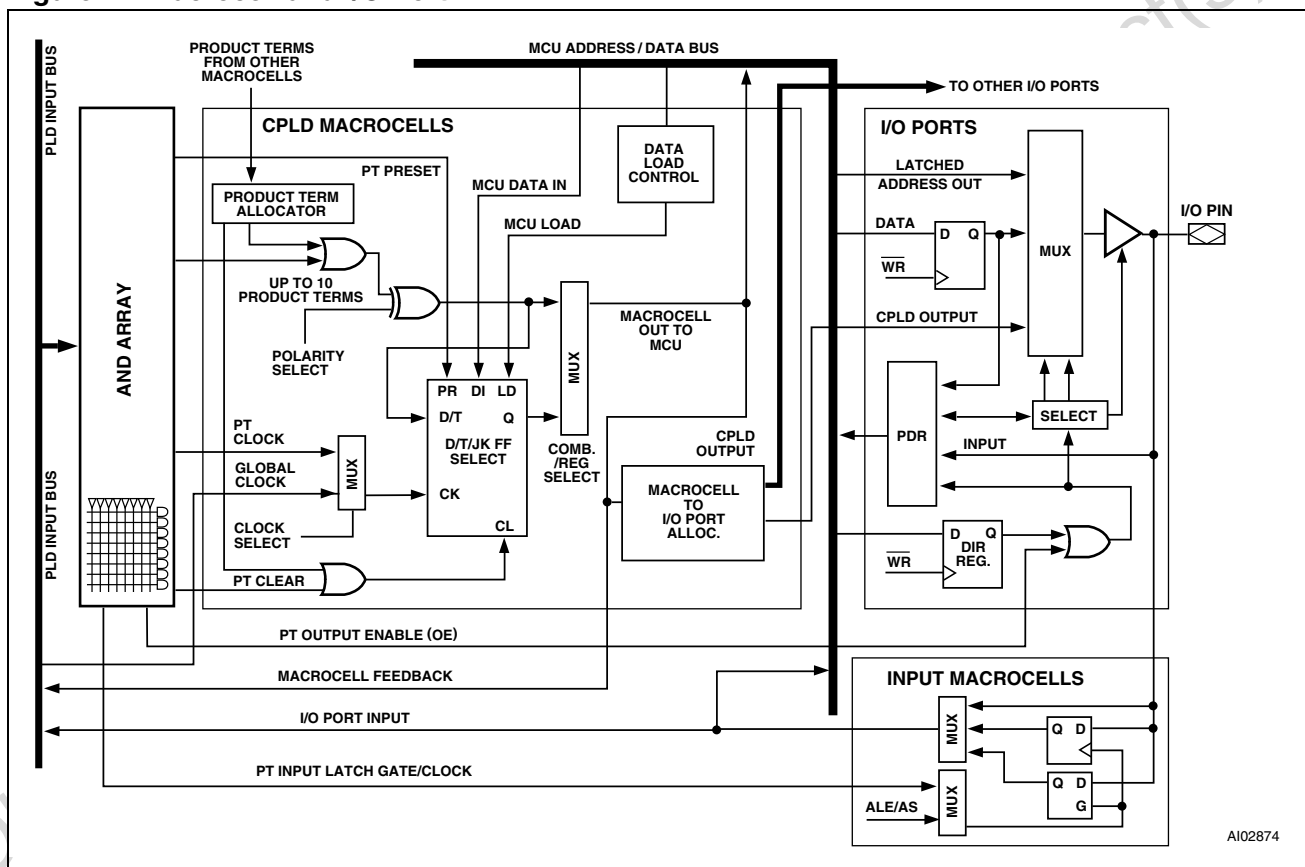 PRODUCT TERMS
FROM OTHER
MACROCELLS
MCU ADDRESS / DATA BUS
PLD INPUT BUS
TO OTHER I/O PORTS
CPLD MACROCELLS
I/O PORTS
DATA
LOAD
CONTROL
PT PRESET
MCU DATA IN
LATCHED
ADDRESS OUT
PRODUCT TERM
ALLOCATOR
MCU LOAD
DATA
D Q
WR
MUX
I/O PIN
UP TO 10
PRODUCT TERMS
POLARITY
SELECT
MUX
MACROCELL
OUT TO
MCU
CPLD OUTPUT
AND ARRAY
PR DI LD
D/T Q
D/T/JK FF
SELECT
CK
CL
COMB.
/REG
SELECT
PT
CLOCK
GLOBAL
CLOCK
MUX
CLOCK
SELECT
PT CLEAR
CPLD
OUTPUT
MACROCELL
TO
I/O PORT
ALLOC.
PDR
SELECT
INPUT
D Q
DIR
REG.
WR
PLD INPUT BUS
PT OUTPUT ENABLE (OE)
MACROCELL FEEDBACK
I/O PORT INPUT
PT INPUT LATCH GATE/CLOCK
INPUT MACROCELLS
MUX
Q D
Q D
G
MUX
ALE/AS
AI02874